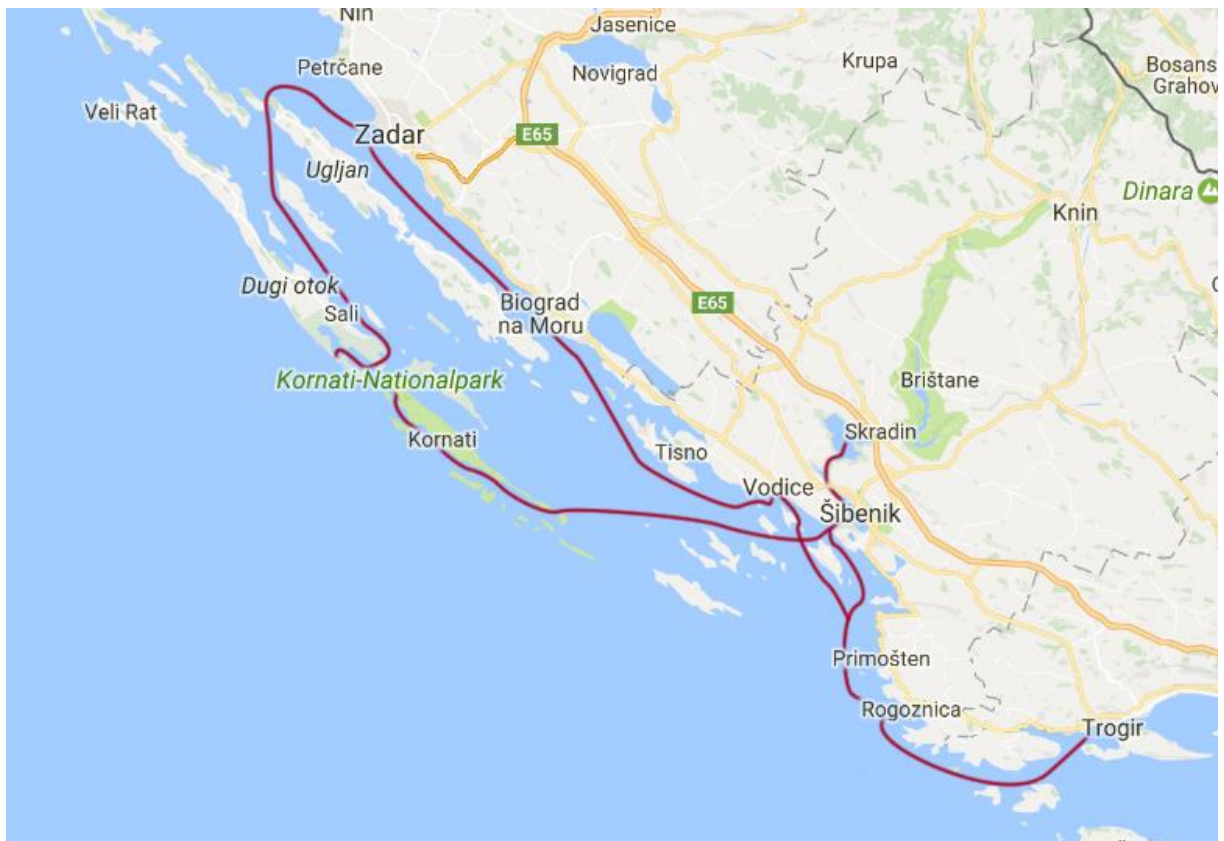 Nin
Jasenice
Petrčane
Novigrad
Krupa
Bosans
Grahov
Veli Rat
Zadar
E65
Ugljan
Dinara
Knin
Dugi otok
Sali
Biograd
na Moru
E65
Kornati-Nationalpark
Brištane
Kornati
Skradin
Tisno
Vodice
Šibenik
Primošten
Rogoznica
Trogir